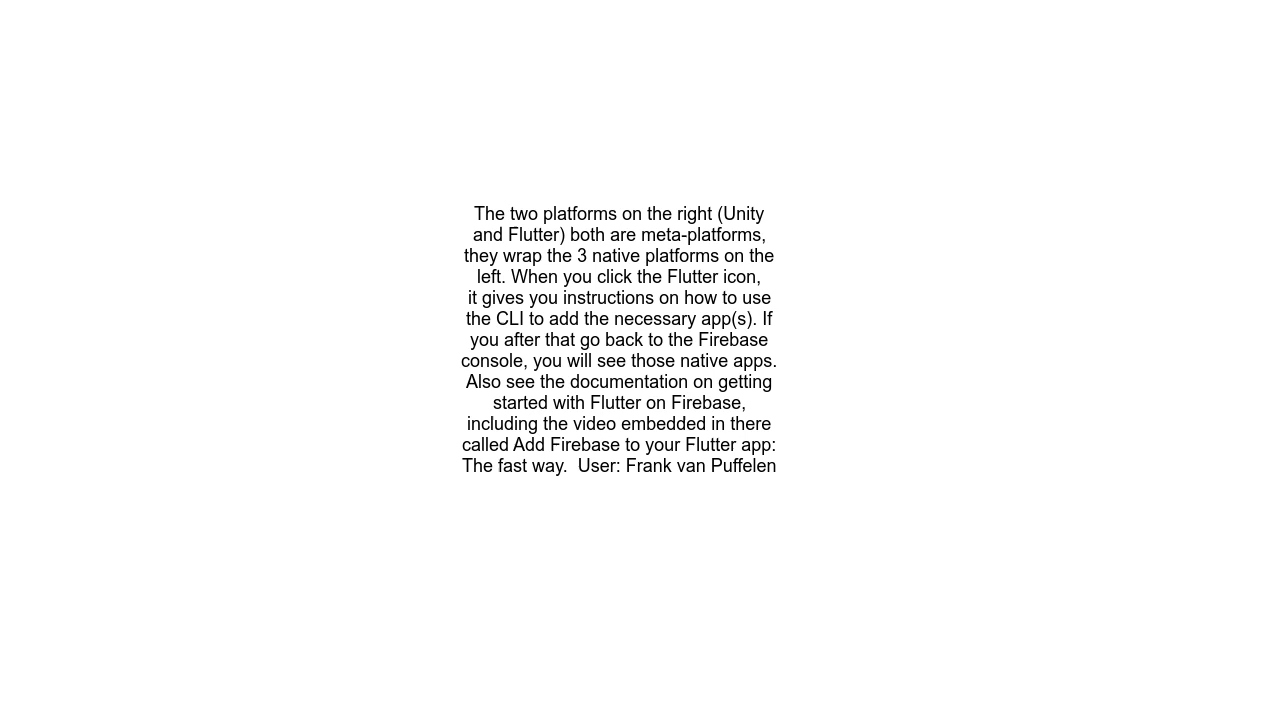 The two platforms on the right (Unity
and Flutter) both are meta-platforms,
they wrap the 3 native platforms on the
left. When you click the Flutter icon,
it gives you instructions on how to use
the CLI to add the necessary app(s). If
you after that go back to the Firebase
console, you will see those native apps.
Also see the documentation on getting
started with Flutter on Firebase,
including the video embedded in there
called Add Firebase to your Flutter app:
The fast way.  User: Frank van Puffelen